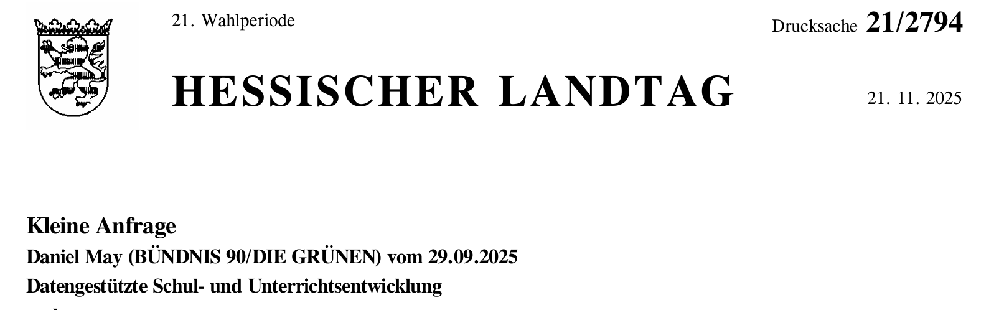 21. Wahlperiode
Drucksache 21/2794
HESSISCHER LANDTAG
21. 11. 2025
Kleine Anfrage
Daniel May (BÜNDNIS 90/DIE GRÜNEN) vom 29.09.2025
Datengestützte Schul- und Unterrichtsentwicklung